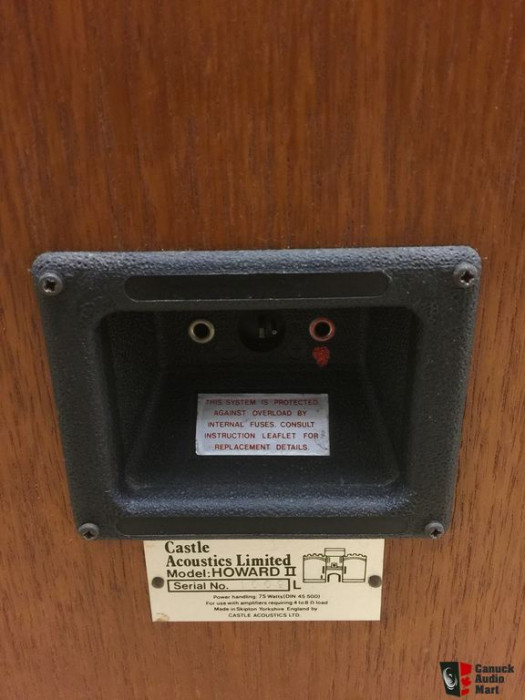 THIS SYSTEM IS PROTECTED
AGAINST OVERLOAD BY
INTERNAL FUSES. CONSULT
INSTRUCTION LEAFLET FOR
REPLACEMENT DETAILS.
Castle
Acoustics Limited
Model: HOWARD II
Serial No. L
Power handling: 75 Watts (DIN 45 500)
For use with amplifiers requiring 4 to 8 Ω load
Made in Skipton Yorkshire England by
CASTLE ACOUSTICS LTD.
Canuck
Audio
Mart